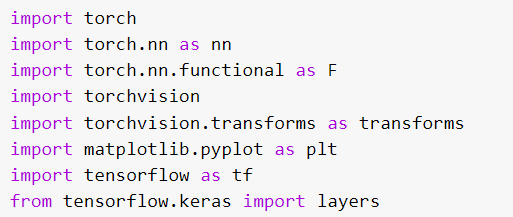 import torch
import torch.nn as nn
import torch.nn.functional as F
import torchvision
import torchvision.transforms as transforms
import matplotlib.pyplot as plt
import tensorflow as tf
from tensorflow.keras import layers